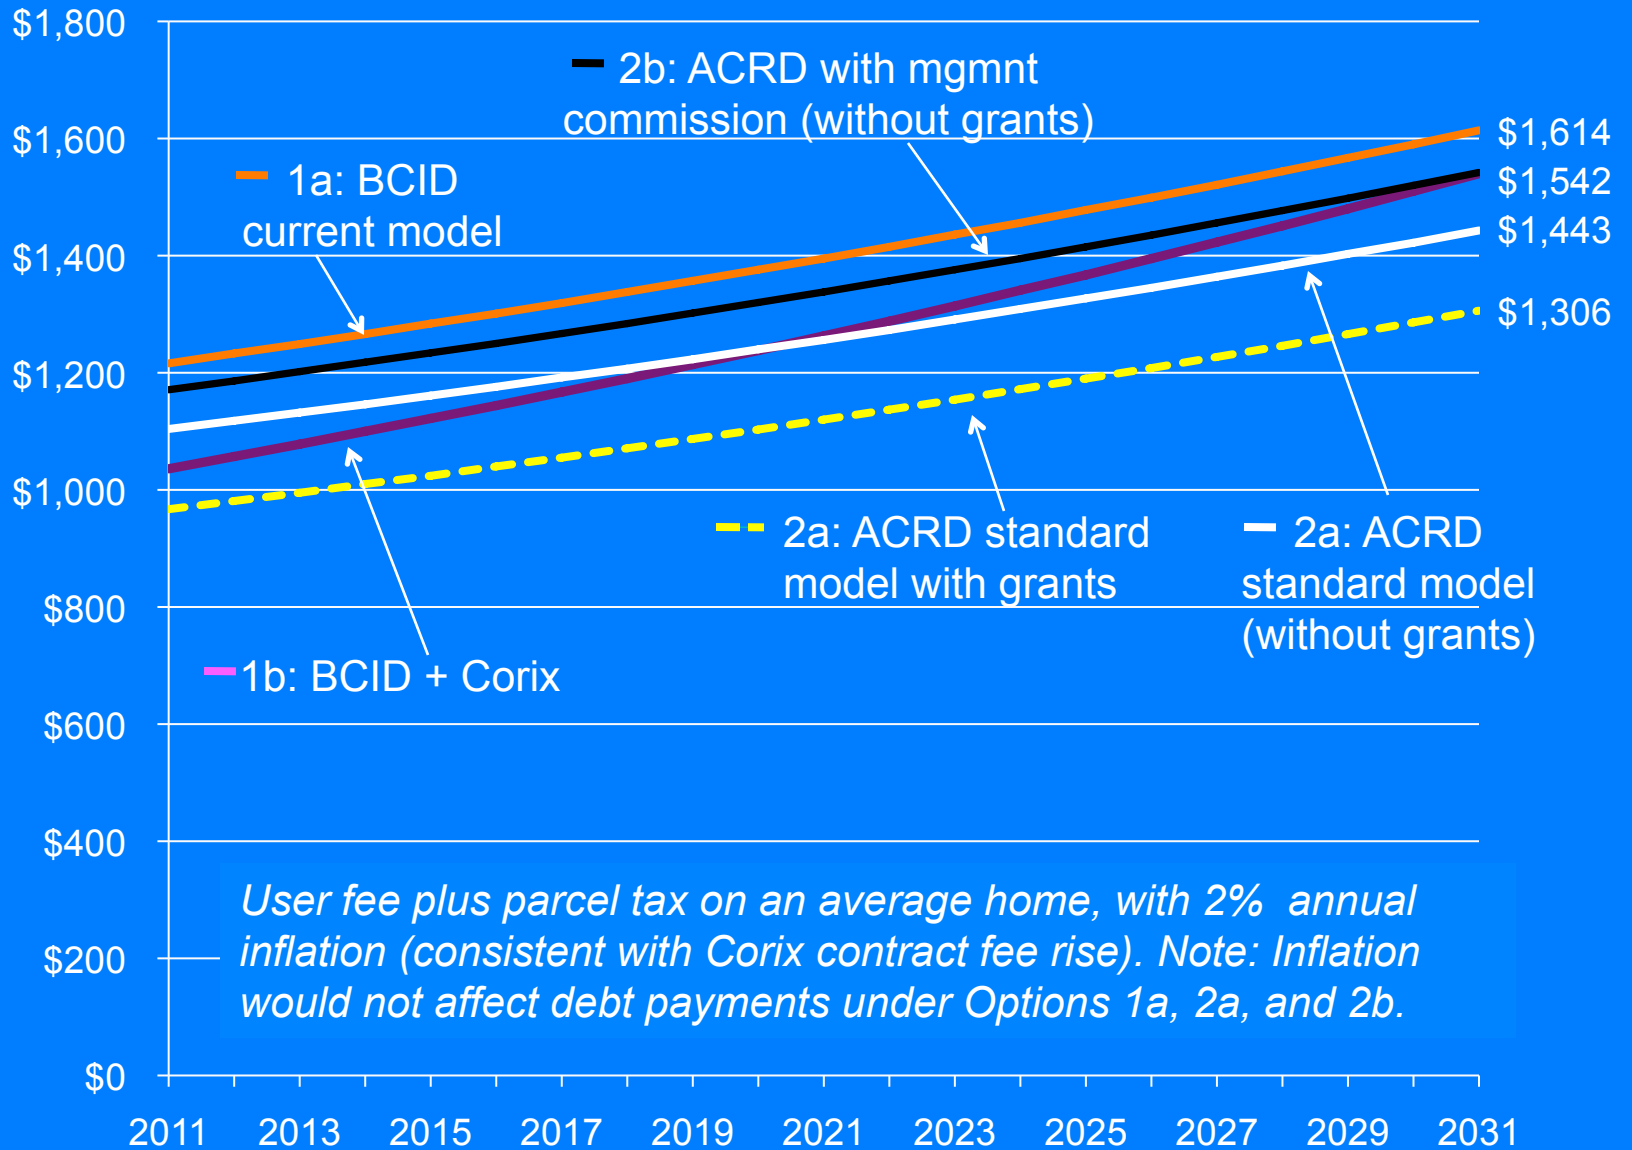 $1,800
$1,600
$1,400
$1,200
$1,000
$800
$600
$400
$200
$0
2b: ACRD with mgmnt
commission (without grants)
1a: BCID
current model
$1,614
$1,542
$1,443
$1,306
2a: ACRD standard
model with grants
2a: ACRD
standard model
(without grants)
1b: BCID + Corix
User fee plus parcel tax on an average home, with 2% annual
inflation (consistent with Corix contract fee rise). Note: Inflation
would not affect debt payments under Options 1a, 2a, and 2b.
2011 2013 2015 2017 2019 2021 2023 2025 2027 2029 2031